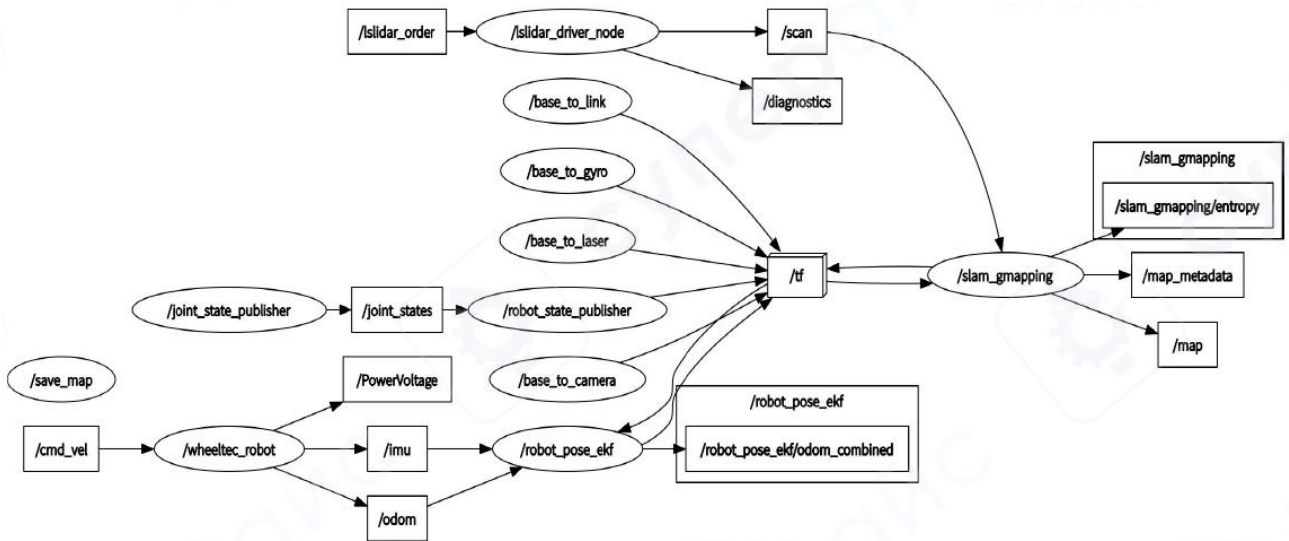 /lslidar_order
/lslidar_driver_node
/scan
/diagnostics
/base_to_link
/base_to_gyro
/base_to_laser
/tf
/slam_gmapping
/slam_gmapping
/slam_gmapping/entropy
/map_metadata
/map
/joint_state_publisher
/joint_states
/robot_state_publisher
/save_map
/PowerVoltage
/base_to_camera
/cmd_vel
/wheeltec_robot
/imu
/robot_pose_ekf
/robot_pose_ekf
/robot_pose_ekf/odom_combined
/odom